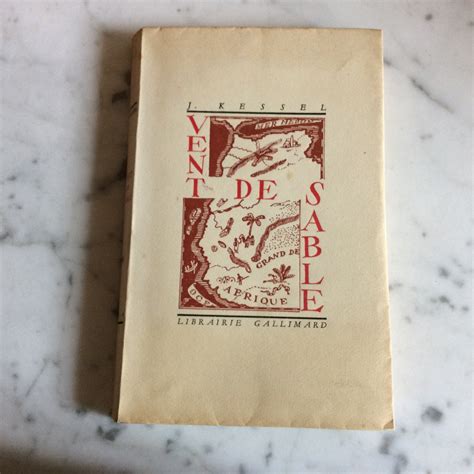 J. KESSEL
VENT
DE
SABLE
GRAND DE
AFRIQUE
LIBRAIRIE GALLIMARD